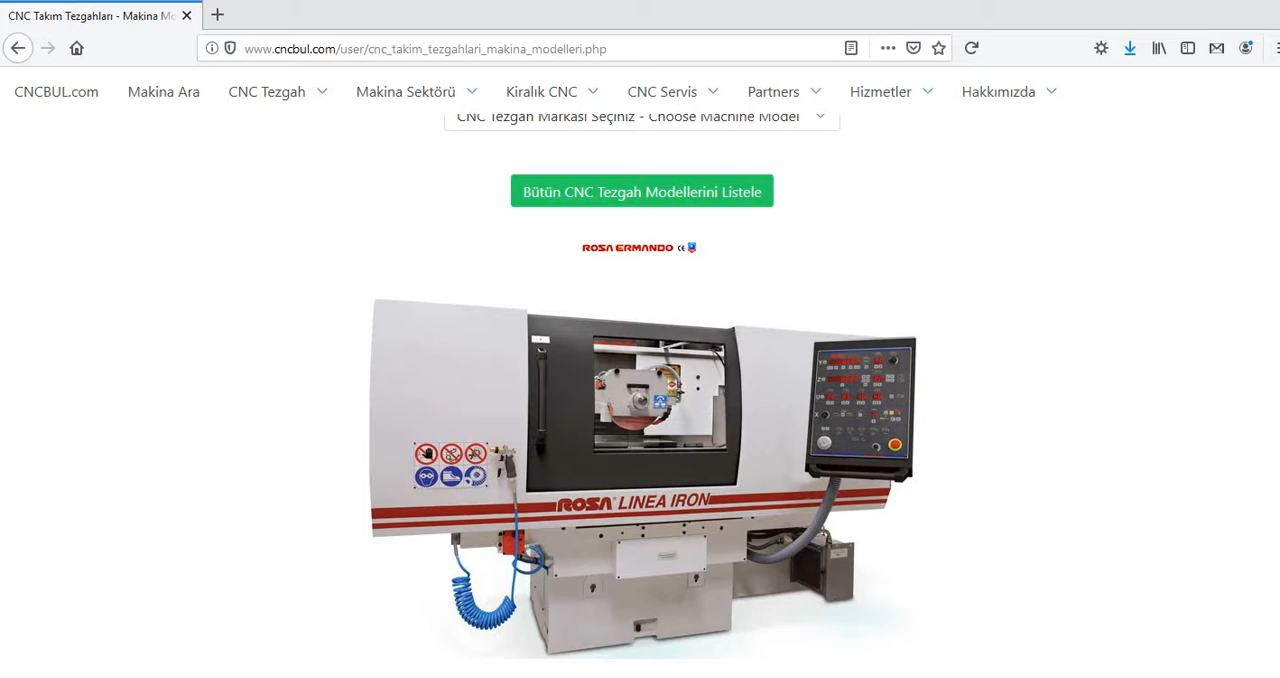 CNC Takım Tezgahları - Makina Mo
www.cncbul.com/user/cnc_takim_tezgahlari_makina_modelleri.php
CNCBUL.com Makina Ara CNC Tezgah Makina Sektörü Kiralık CNC CNC Servis Partners Hizmetler Hakkımızda
CNC Tezgah Markası Seçiniz - Choose Machine Model
Bütün CNC Tezgah Modellerini Listele
ROSA ERMANDO CE
ROSA LINEA IRON
Y
Z
U
X